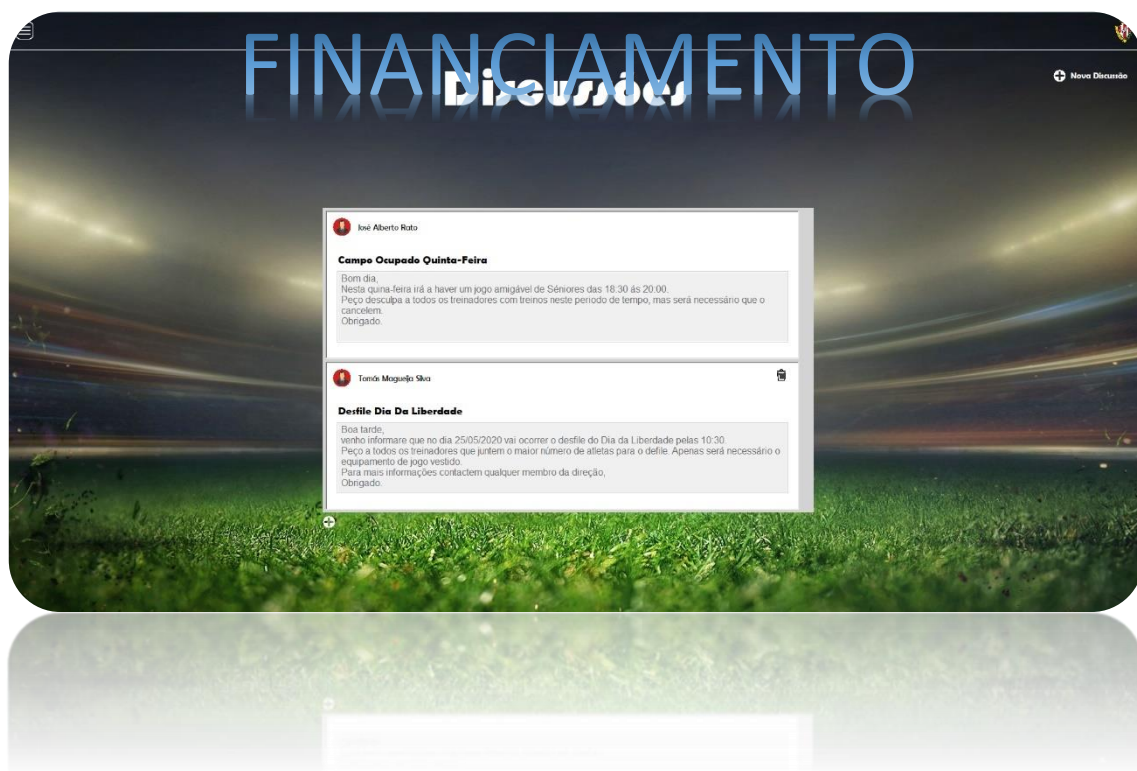 FINANCIAMENTO
Discussões
Nova Discussão
José Alberto Rato
Campo Ocupado Quinta-Feira
Bom dia,
Nesta quina-feira irá a haver um jogo amigável de Séniores das 18:30 ás 20:00.
Peço desculpa a todos os treinadores com treinos neste periodo de tempo, mas será necessário que o
cancelem.
Obrigado.
Tomás Magueija Silva
Desfile Dia Da Liberdade
Boa tarde,
venho informare que no dia 25/05/2020 vai ocorrer o desfile do Dia da Liberdade pelas 10:30.
Peço a todos os treinadores que juntem o maior número de atletas para o defile. Apenas será necessário o
equipamento de jogo vestido.
Para mais informações contactem qualquer membro da direção,
Obrigado.